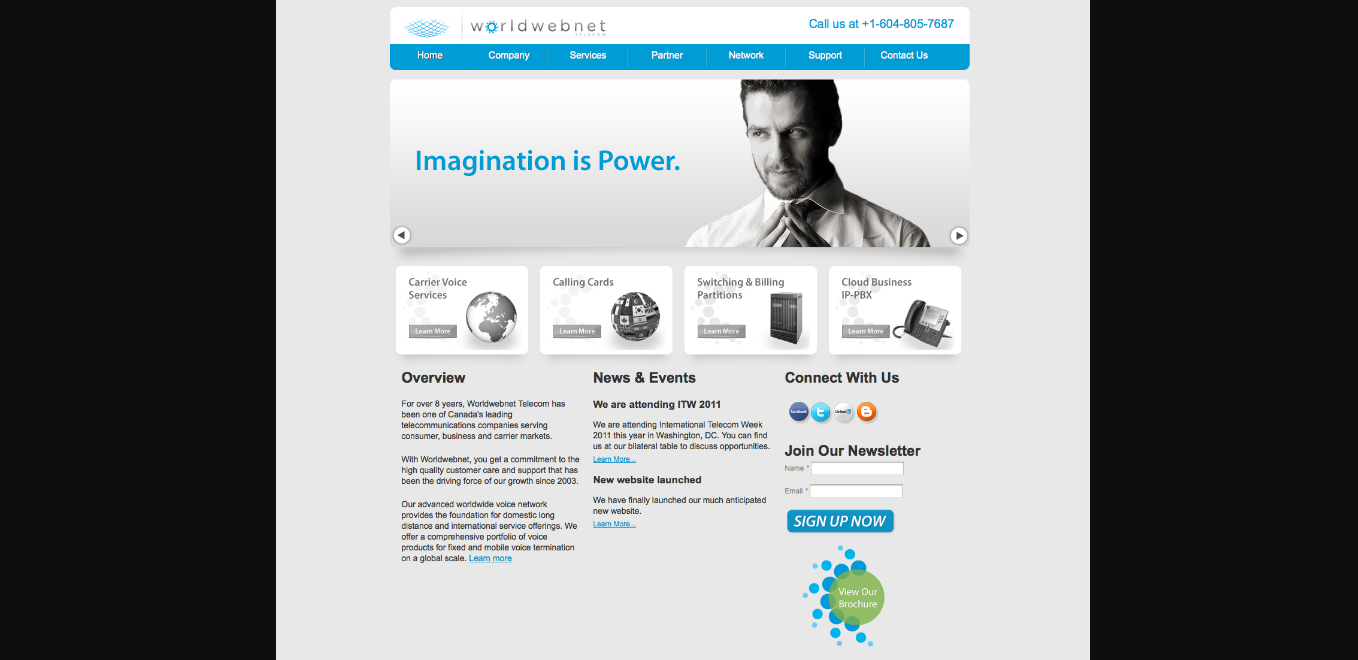 worldwebnet
TELECOM
Call us at +1-604-805-7687
Home
Company
Services
Partner
Network
Support
Contact Us
Imagination is Power.
Carrier Voice
Services
Learn More
Calling Cards
Learn More
Switching & Billing
Partitions
Learn More
Cloud Business
IP-PBX
Learn More
Overview
For over 8 years, Worldwebnet Telecom has
been one of Canada's leading
telecommunications companies serving
consumer, business and carrier markets.
With Worldwebnet, you get a commitment to the
high quality customer care and support that has
been the driving force of our growth since 2003.
Our advanced worldwide voice network
provides the foundation for domestic long
distance and international service offerings. We
offer a comprehensive portfolio of voice
products for fixed and mobile voice termination
on a global scale. Learn more
News & Events
We are attending ITW 2011
We are attending International Telecom Week
2011 this year in Washington, DC. You can find
us at our bilateral table to discuss opportunities.
Learn More...
New website launched
We have finally launched our much anticipated
new website.
Learn More...
Connect With Us
facebook
t
Linked in
Join Our Newsletter
Name *
Email *
SIGN UP NOW
View Our
Brochure